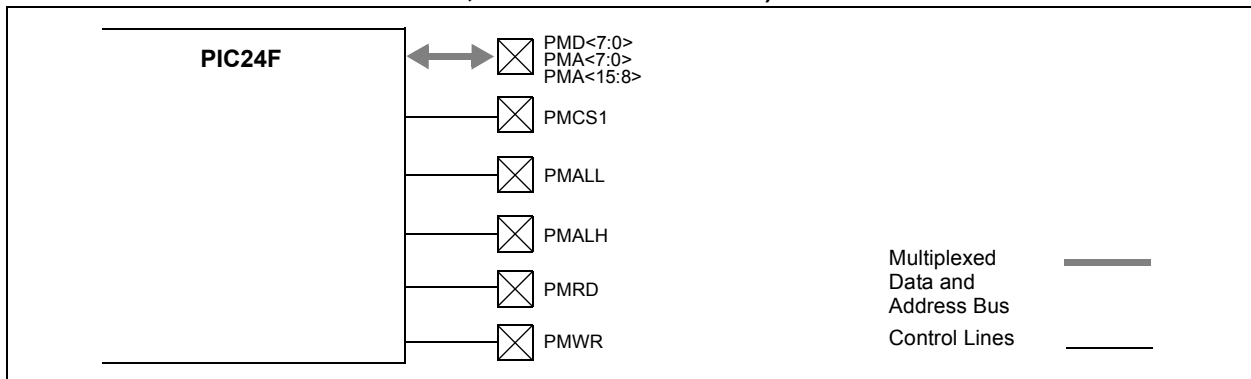 PIC24F
PMD<7:0>
PMA<7:0>
PMA<15:8>
PMCS1
PMALL
PMALH
PMRD
PMWR
Multiplexed
Data and
Address Bus
Control Lines